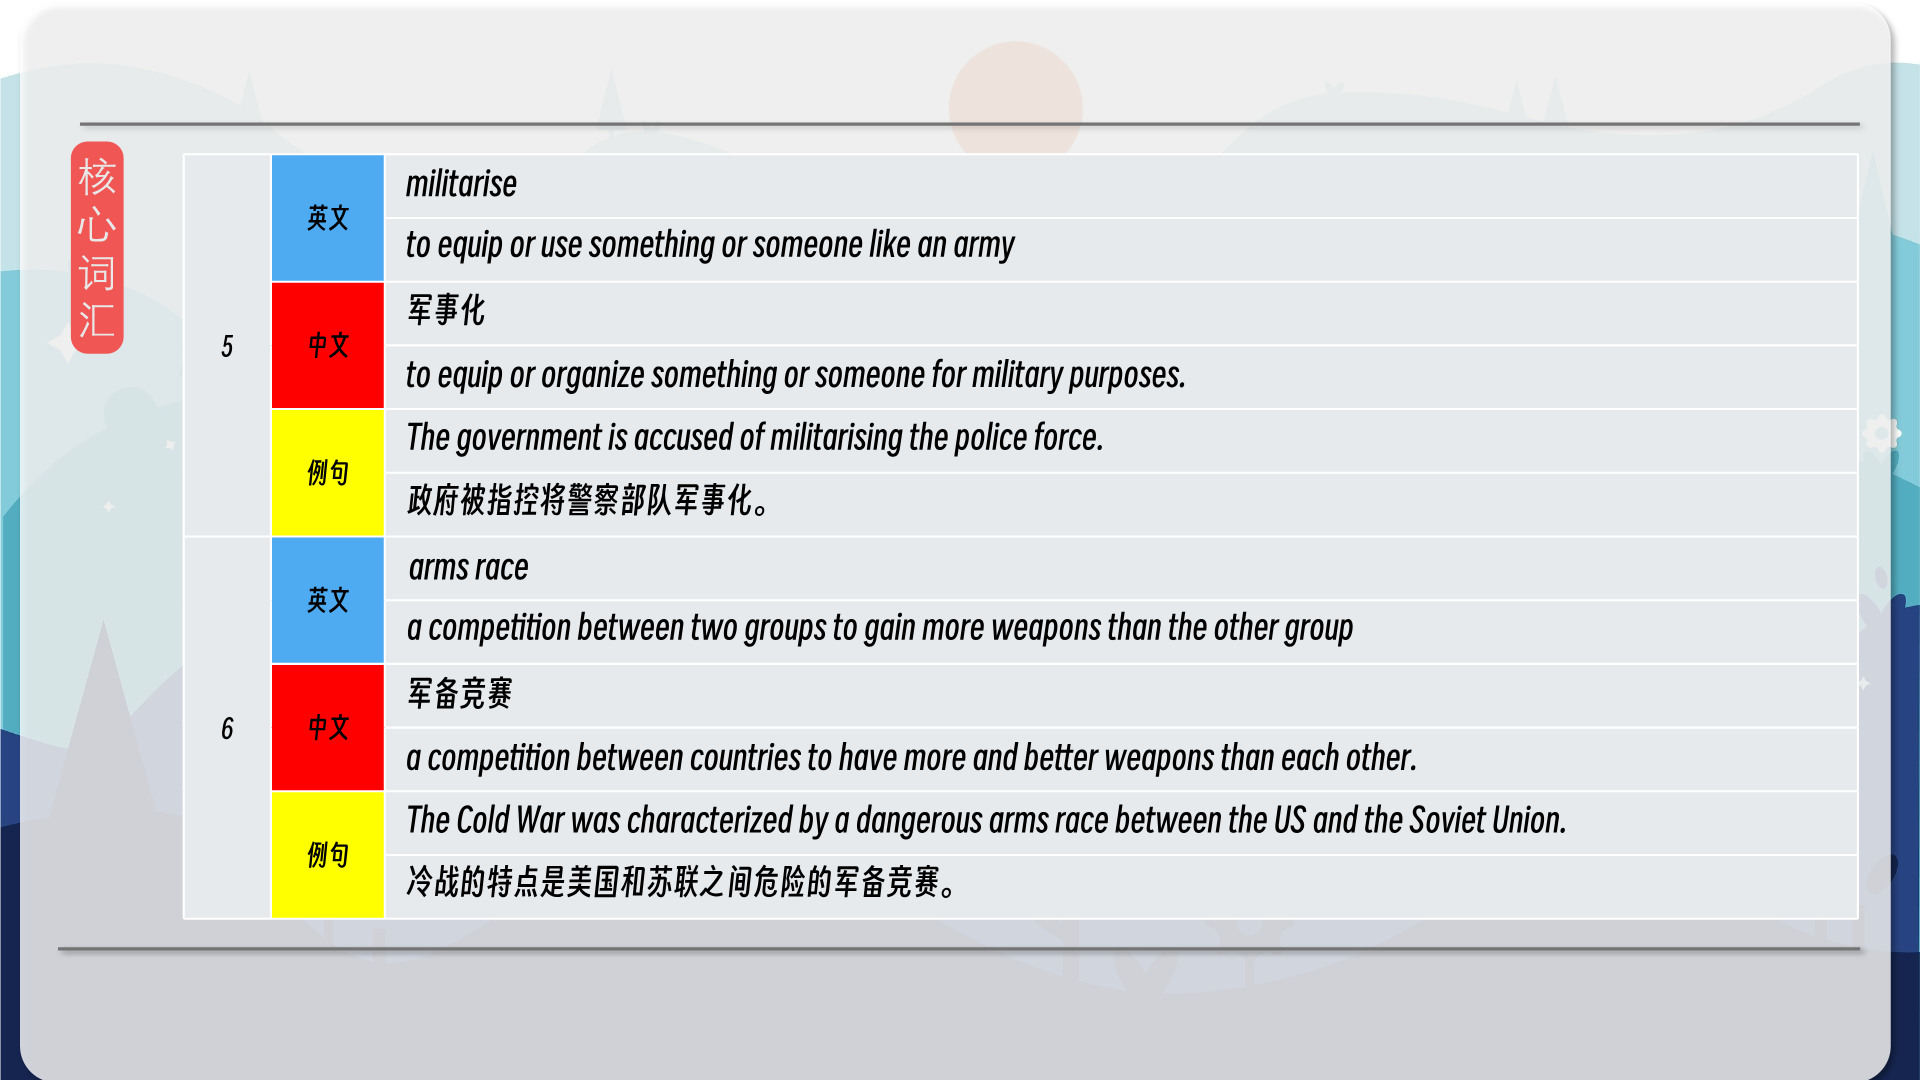 核
心
词
汇
5
英文
militarise
to equip or use something or someone like an army
中文
军事化
to equip or organize something or someone for military purposes.
例句
The government is accused of militarising the police force.
政府被指控将警察部队军事化。
6
英文
arms race
a competition between two groups to gain more weapons than the other group
中文
军备竞赛
a competition between countries to have more and better weapons than each other.
例句
The Cold War was characterized by a dangerous arms race between the US and the Soviet Union.
冷战的特点是美国和苏联之间危险的军备竞赛。